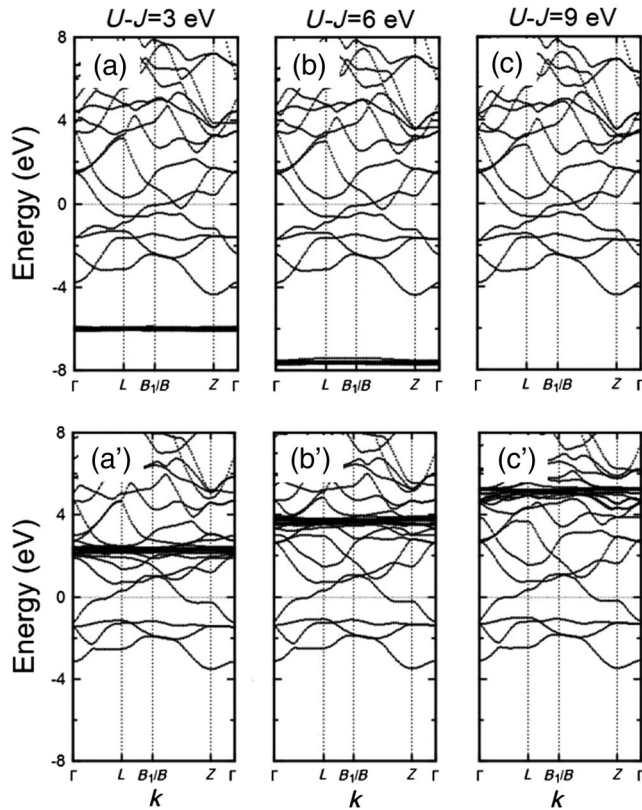 U-J=3 eV U-J=6 eV U-J=9 eV
8 (a) (b) (c)
4
0
-4
-8
Energy (eV)
Γ L B1/B Z Γ L B1/B Z Γ Γ L B1/B Z Γ
8 (a') (b') (c')
4
0
-4
-8
Energy (eV)
Γ L B1/B Z Γ Γ L B1/B Z Γ Γ L B1/B Z Γ
k k k